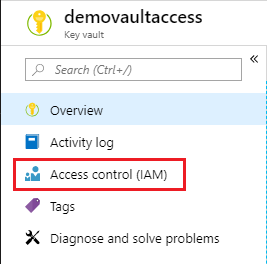 demovaultaccess
Key vault
Search (Ctrl+/)
Overview
Activity log
Access control (IAM)
Tags
Diagnose and solve problems